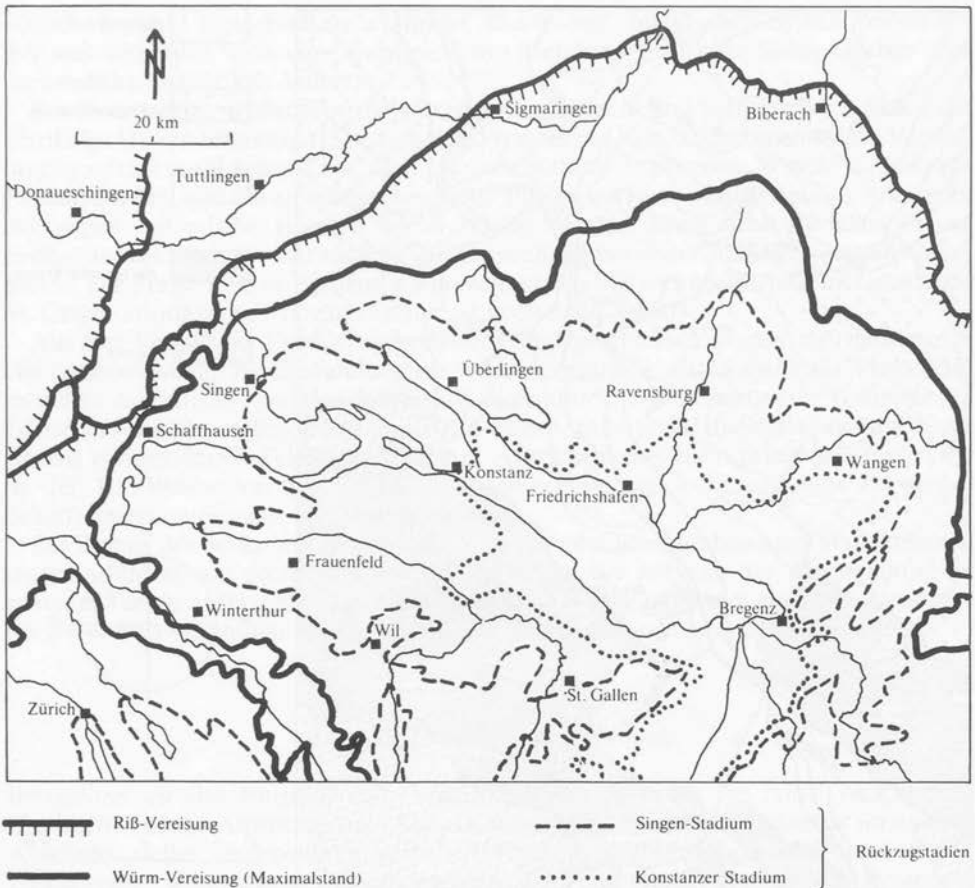 N
20 km
Sigmaringen
Biberach
Tuttlingen
Donaueschingen
Überlingen
Singen
Ravensburg
Schaffhausen
Wangen
Konstanz
Friedrichshafen
Frauenfeld
Winterthur
Bregenz
Wil
St. Gallen
Zürich
Riß-Vereisung
Singen-Stadium
Rückzugstadien
Würm-Vereisung (Maximalstand)
Konstanzer Stadium